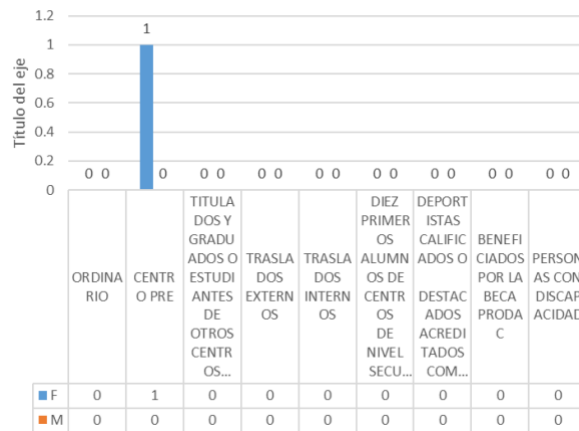 1.2
1
0.8
0.6
0.4
0.2
0
Título del eje
0 0
1
0
0 0
0 0
0 0
0 0
0 0
0 0
0 0
ORDINA
RIO
CENTR
O PRE
TITULA
DOS Y
GRADU
ADOS O
ESTUDI
ANTES
DE
OTROS
CENTR
OS...
TRASLA
DOS
EXTERN
OS
TRASLA
DOS
INTERN
OS
DIEZ
PRIMER
OS
ALUMN
OS DE
CENTR
OS
DE
NIVEL
SECU...
DEPORT
ISTAS
CALIFIC
ADOS O
DESTAC
ADOS
ACREDI
TADOS
COM...
BENEFI
CIADOS
POR LA
BECA
PRODA
C
PERSON
AS CON
DISCAP
ACIDAD
F 0 1 0 0 0 0 0 0 0
M 0 0 0 0 0 0 0 0 0